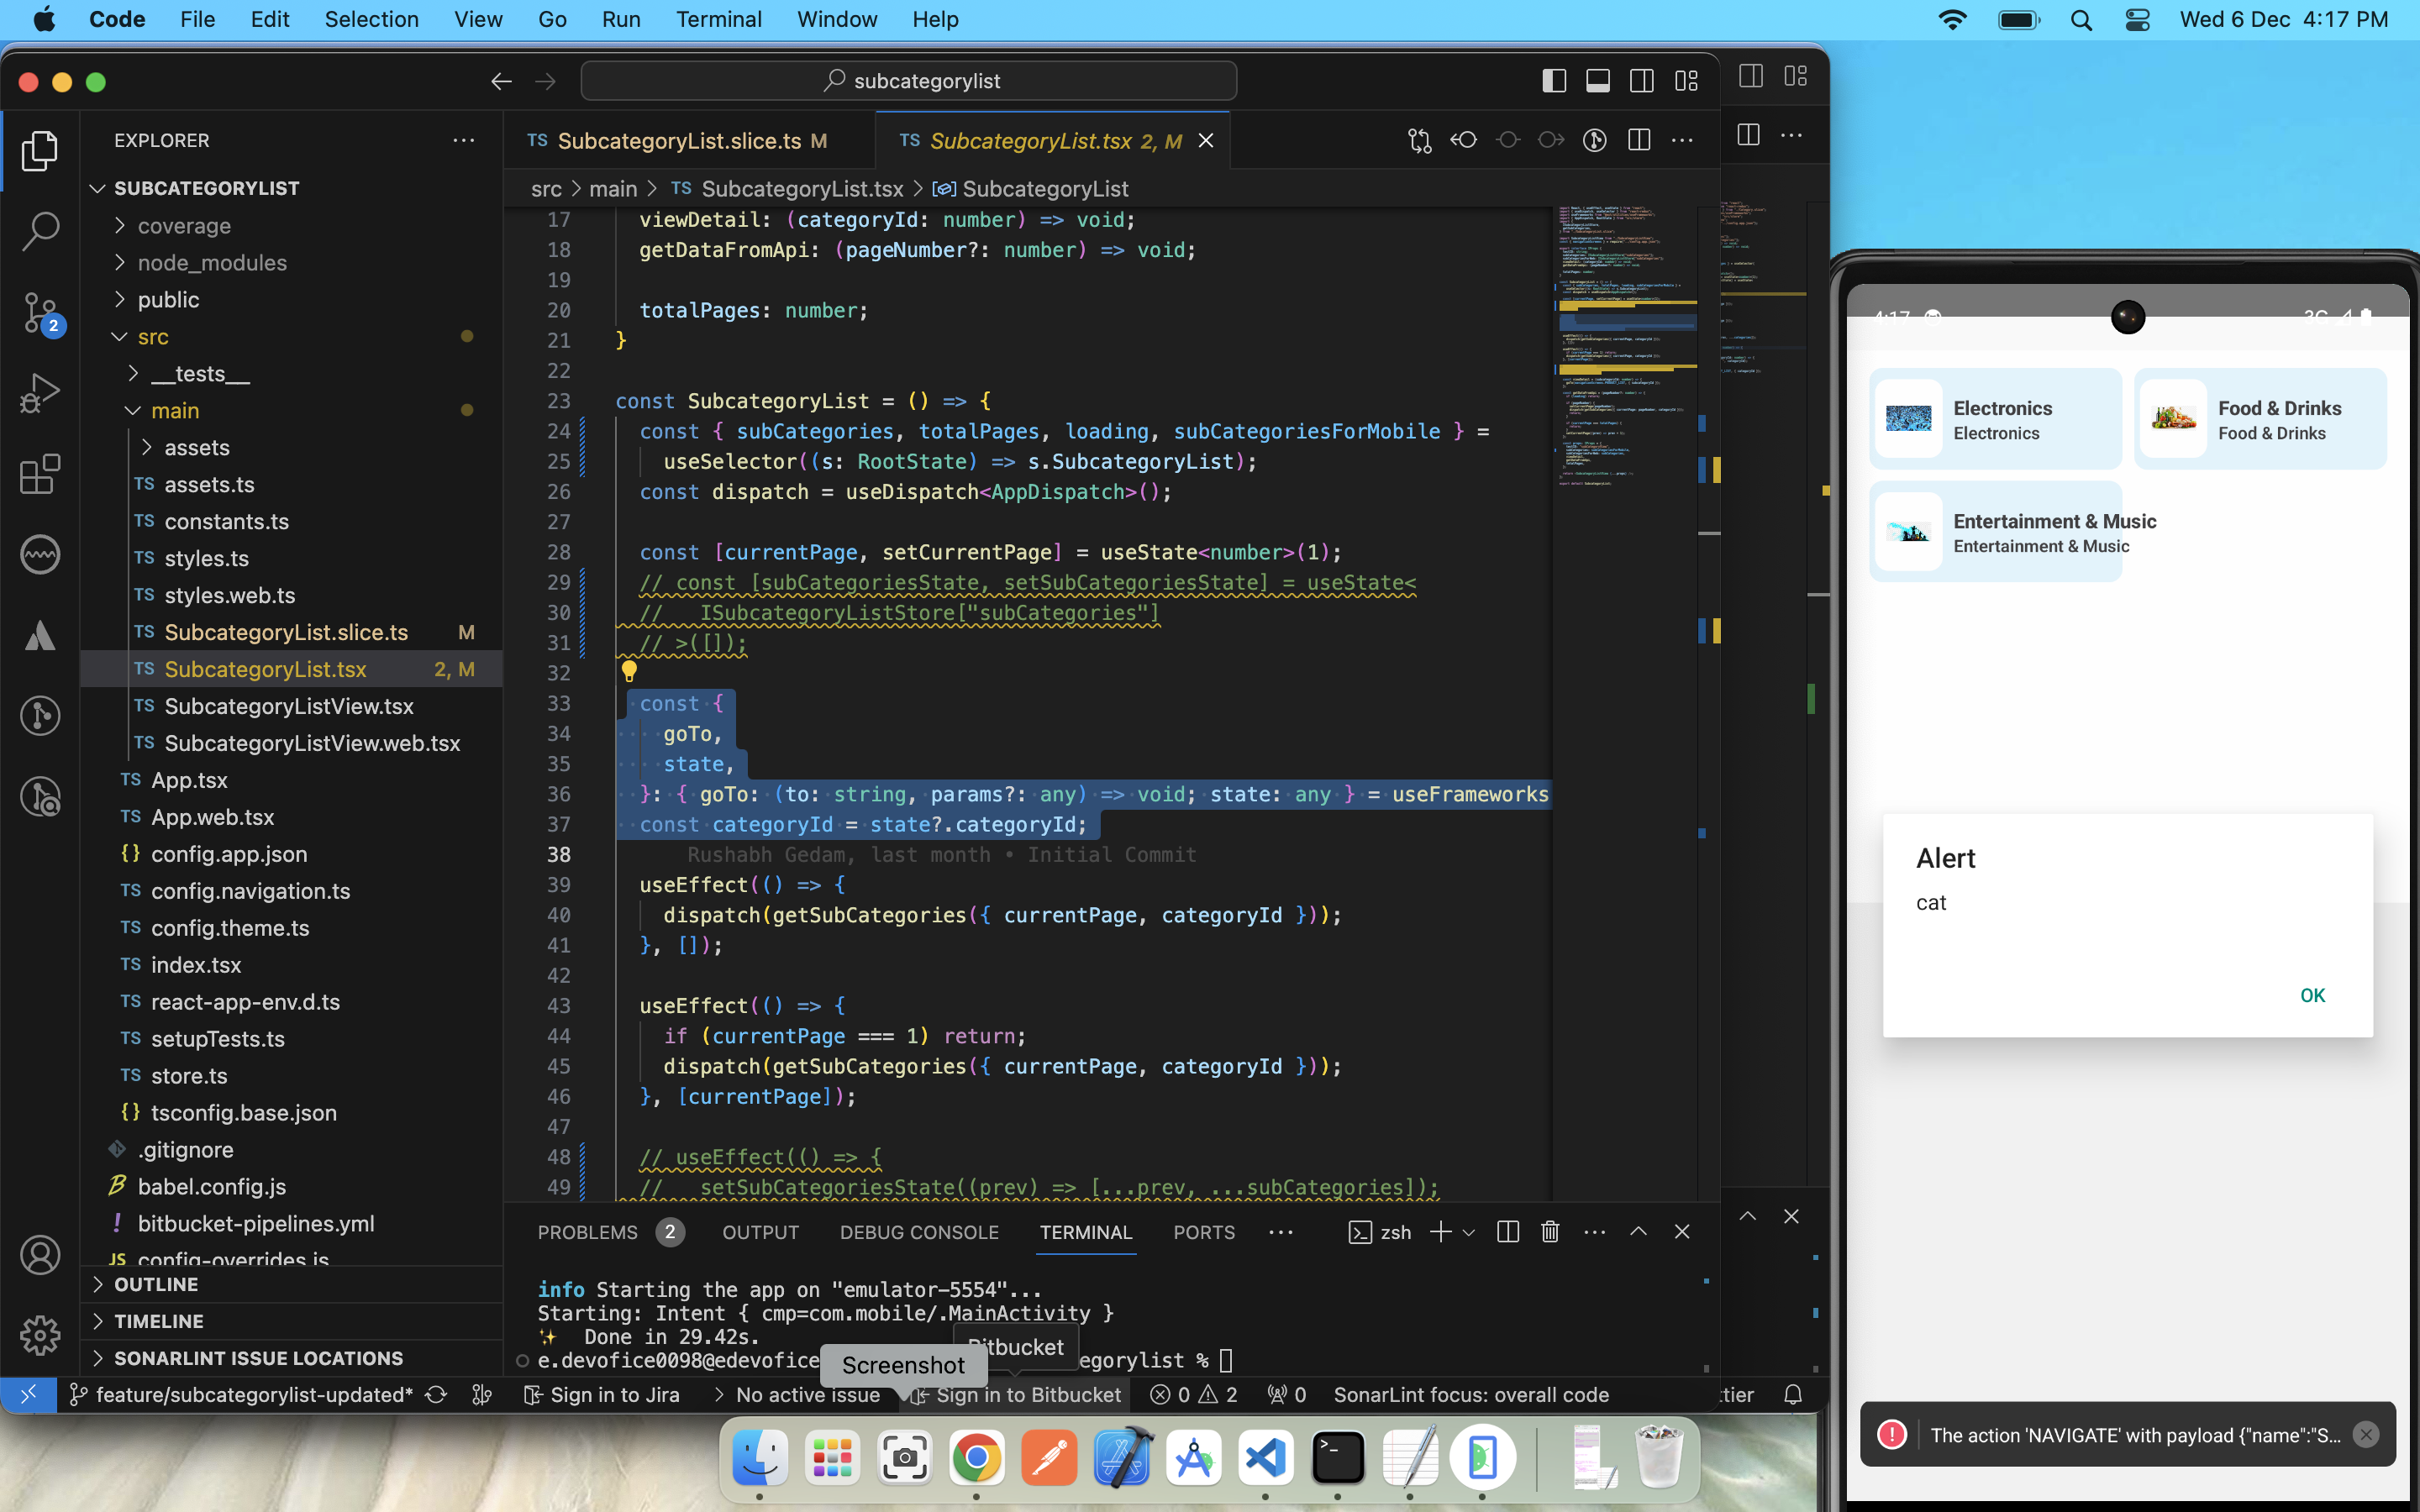 Code File Edit Selection View Go Run Terminal Window Help
Wed 6 Dec 4:17 PM
subcategorylist
EXPLORER
SUBCATEGORYLIST
coverage
node_modules
public
src
__tests__
main
assets
TS assets.ts
TS constants.ts
TS styles.ts
TS styles.web.ts
TS SubcategoryList.slice.ts M
TS SubcategoryList.tsx 2, M
TS SubcategoryListView.tsx
TS SubcategoryListView.web.tsx
TS App.tsx
TS App.web.tsx
{} config.app.json
TS config.navigation.ts
TS config.theme.ts
TS index.tsx
TS react-app-env.d.ts
TS setupTests.ts
TS store.ts
{} tsconfig.base.json
.gitignore
babel.config.js
! bitbucket-pipelines.yml
JS config-overrides.js
OUTLINE
TIMELINE
SONARLINT ISSUE LOCATIONS
2
TS SubcategoryList.slice.ts M
TS SubcategoryList.tsx 2, M
src > main > TS SubcategoryList.tsx > SubcategoryList
17 viewDetail: (categoryId: number) => void;
18 getDataFromApi: (pageNumber?: number) => void;
19
20 totalPages: number;
21 }
22
23 const SubcategoryList = () => {
24 const { subCategories, totalPages, loading, subCategoriesForMobile } =
25 useSelector((s: RootState) => s.SubcategoryList);
26 const dispatch = useDispatch<AppDispatch>();
27
28 const [currentPage, setCurrentPage] = useState<number>(1);
29 // const [subCategoriesState, setSubCategoriesState] = useState<
30 // ISubcategoryListStore["subCategories"]
31 // >([]);
32
33 const {
34 goTo,
35 state,
36 }: { goTo: (to: string, params?: any) => void; state: any } = useFrameworks
37 const categoryId = state?.categoryId;
38 Rushabh Gedam, last month • Initial Commit
39 useEffect(() => {
40 dispatch(getSubCategories({ currentPage, categoryId }));
41 }, []);
42
43 useEffect(() => {
44 if (currentPage === 1) return;
45 dispatch(getSubCategories({ currentPage, categoryId }));
46 }, [currentPage]);
47
48 // useEffect(() => {
49 // setSubCategoriesState((prev) => [...prev, ...subCategories]);
PROBLEMS 2 OUTPUT DEBUG CONSOLE TERMINAL PORTS ··· zsh
info Starting the app on "emulator-5554"...
Starting: Intent { cmp=com.mobile/.MainActivity }
✨ Done in 29.42s.
e.devofice0098@edevofice egorylist %
Bitbucket
Screenshot
feature/subcategorylist-updated* Sign in to Jira No active issue Sign in to Bitbucket 0 2 0 SonarLint focus: overall code tier
4:17
3G
Electronics
Electronics
Food & Drinks
Food & Drinks
Entertainment & Music
Entertainment & Music
Alert
cat
OK
! The action 'NAVIGATE' with payload {"name":"S...